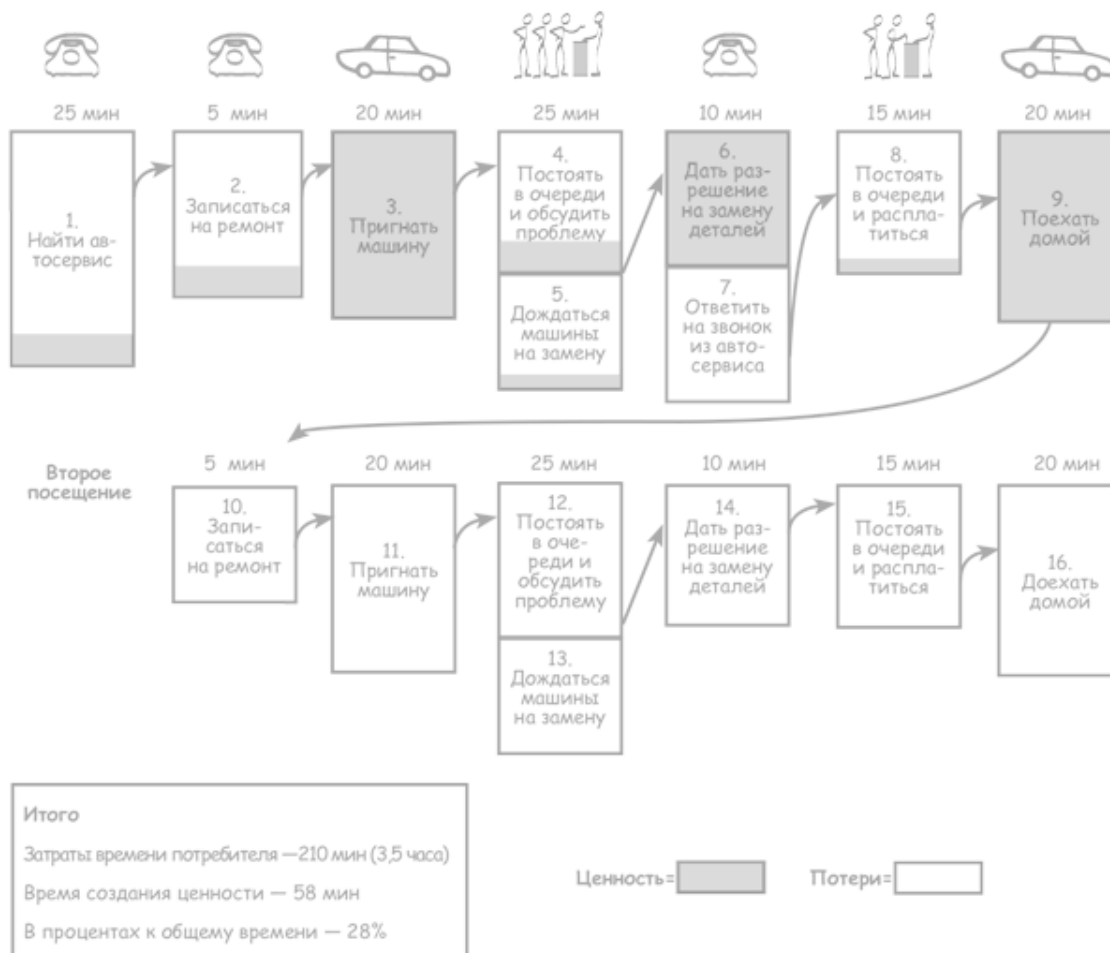 25 мин
5 мин
20 мин
25 мин
10 мин
15 мин
20 мин
1.
Найти ав-
тосервис
2.
Записаться
на ремонт
3.
Пригнать
машину
4.
Постоять
в очереди
и обсудить
проблему
5.
Дождаться
машины
на замену
6.
Дать раз-
решение
на замену
деталей
7.
Ответить
на звонок
из авто-
сервиса
8.
Постоять
в очереди
и распла-
титься
9.
Поехать
домой
Второе
посещение
5 мин
20 мин
25 мин
10 мин
15 мин
20 мин
10.
Запи-
саться
на ремонт
11.
Пригнать
машину
12.
Постоять
в оче-
реди и
обсудить
проблему
13.
Дождаться
машины
на замену
14.
Дать раз-
решение
на замену
деталей
15.
Постоять
в очереди
и распла-
титься
16.
Доехать
домой
Итого
Затраты времени потребителя —210 мин (3,5 часа)
Время создания ценности — 58 мин
В процентах к общему времени — 28%
Ценность=
Потери=